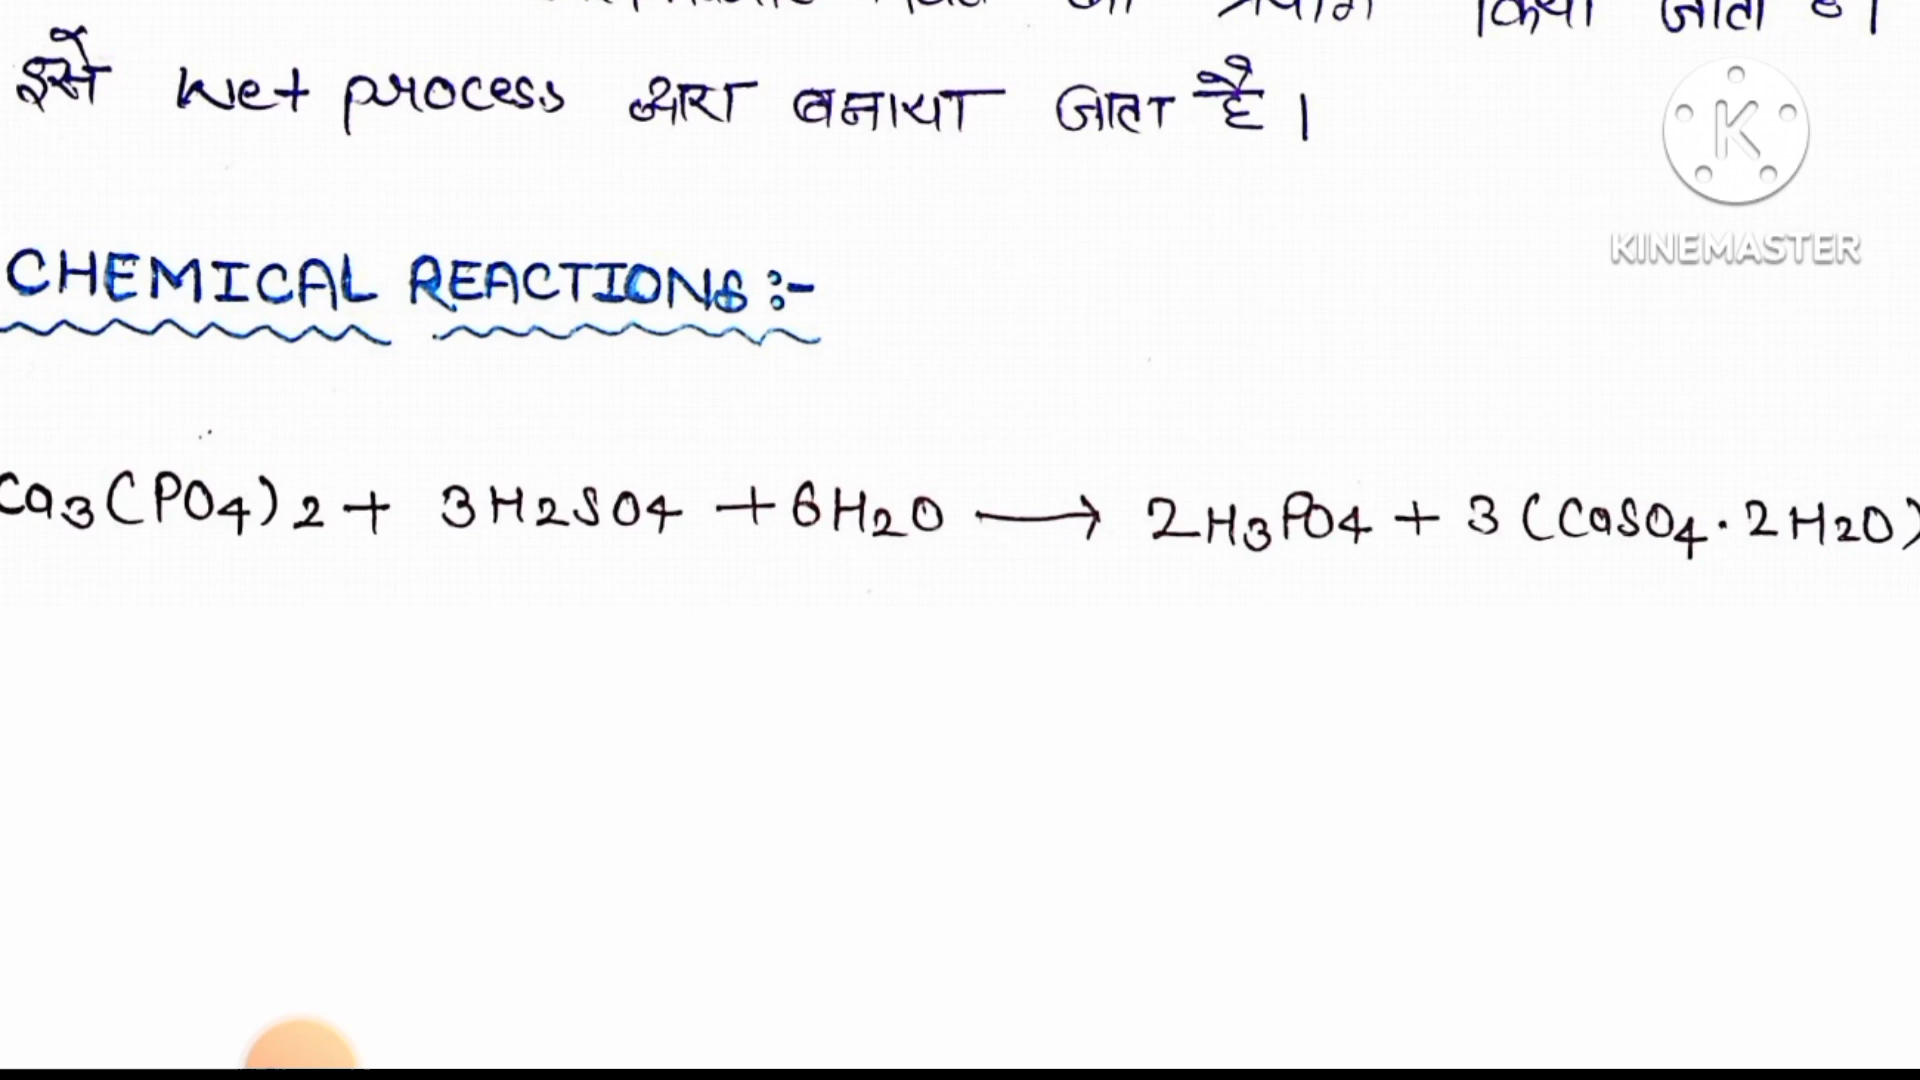 किया जाता है।
इसे wet process द्वारा बनाया जाता है।
KINEMASTER
CHEMICAL REACTIONS:-
Ca3(PO4)2 + 3H2SO4 + 6H2O ⟶ 2H3PO4 + 3(CaSO4·2H2O)